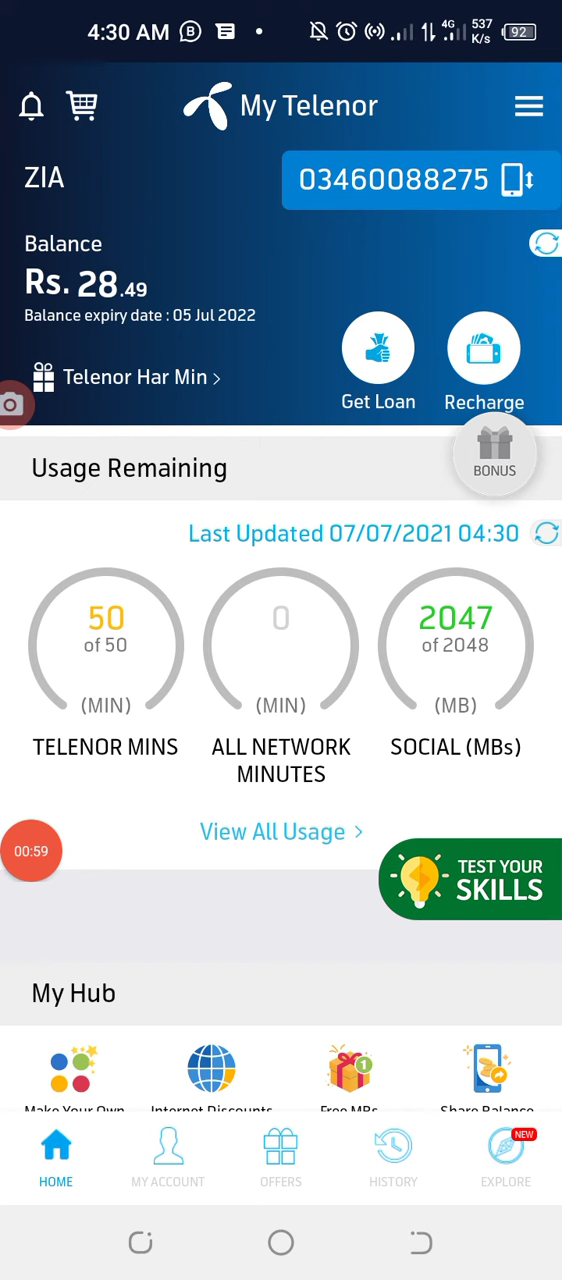 4:30 AM
4G
537
K/s
92
My Telenor
ZIA
03460088275
Balance
Rs. 28.49
Balance expiry date : 05 Jul 2022
Telenor Har Min >
Get Loan
Recharge
BONUS
Usage Remaining
Last Updated 07/07/2021 04:30
50
of 50
(MIN)
TELENOR MINS
0
(MIN)
ALL NETWORK
MINUTES
2047
of 2048
(MB)
SOCIAL (MBs)
View All Usage >
00:59
TEST YOUR
SKILLS
My Hub
1
Make Your Own
Internet Discounts
Free MBs
Share Balance
HOME
MY ACCOUNT
OFFERS
HISTORY
NEW
EXPLORE